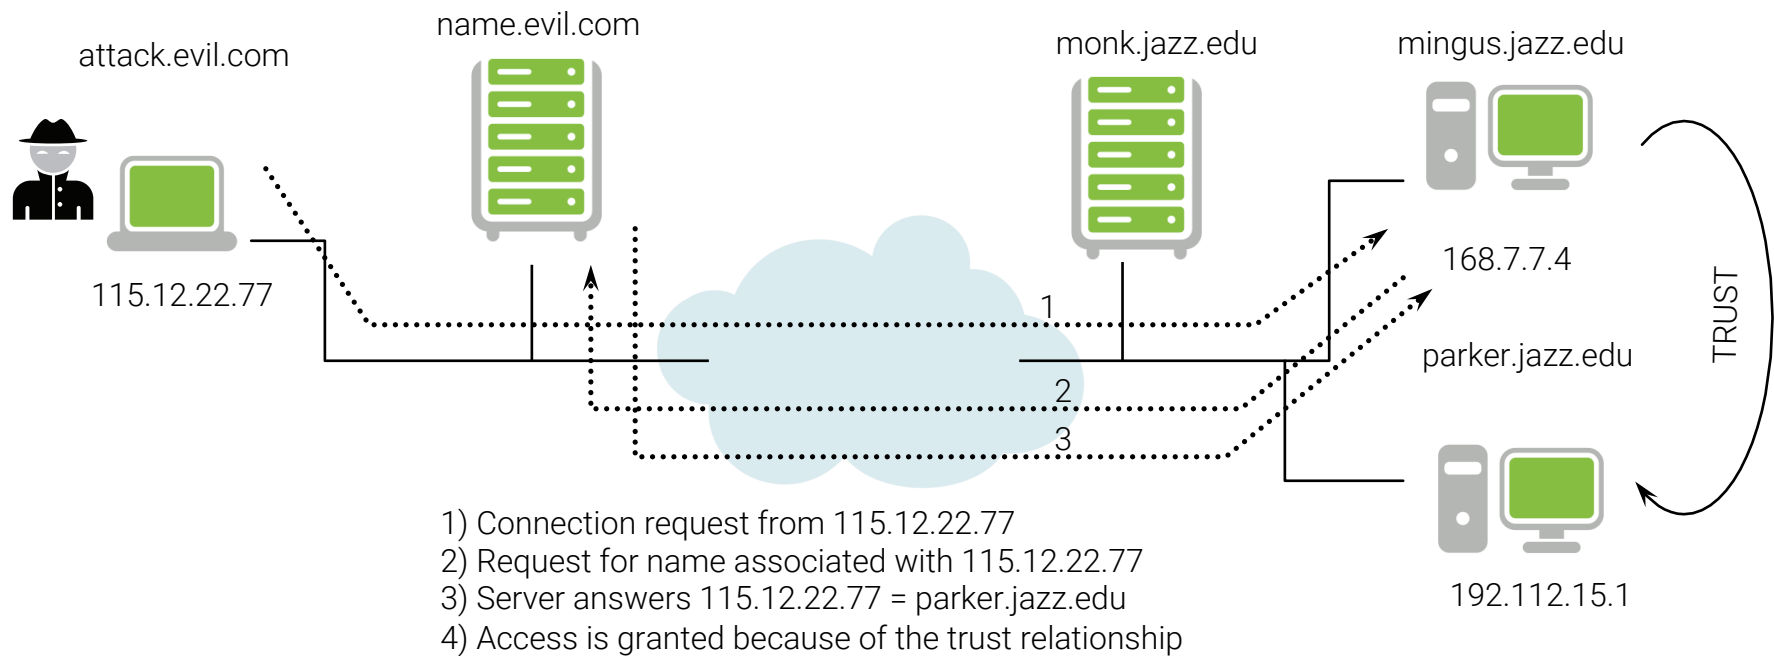 name.evil.com
attack.evil.com
monk.jazz.edu
mingus.jazz.edu
115.12.22.77
168.7.7.4
1
TRUST
parker.jazz.edu
2
3
192.112.15.1
1) Connection request from 115.12.22.77
2) Request for name associated with 115.12.22.77
3) Server answers 115.12.22.77 = parker.jazz.edu
4) Access is granted because of the trust relationship